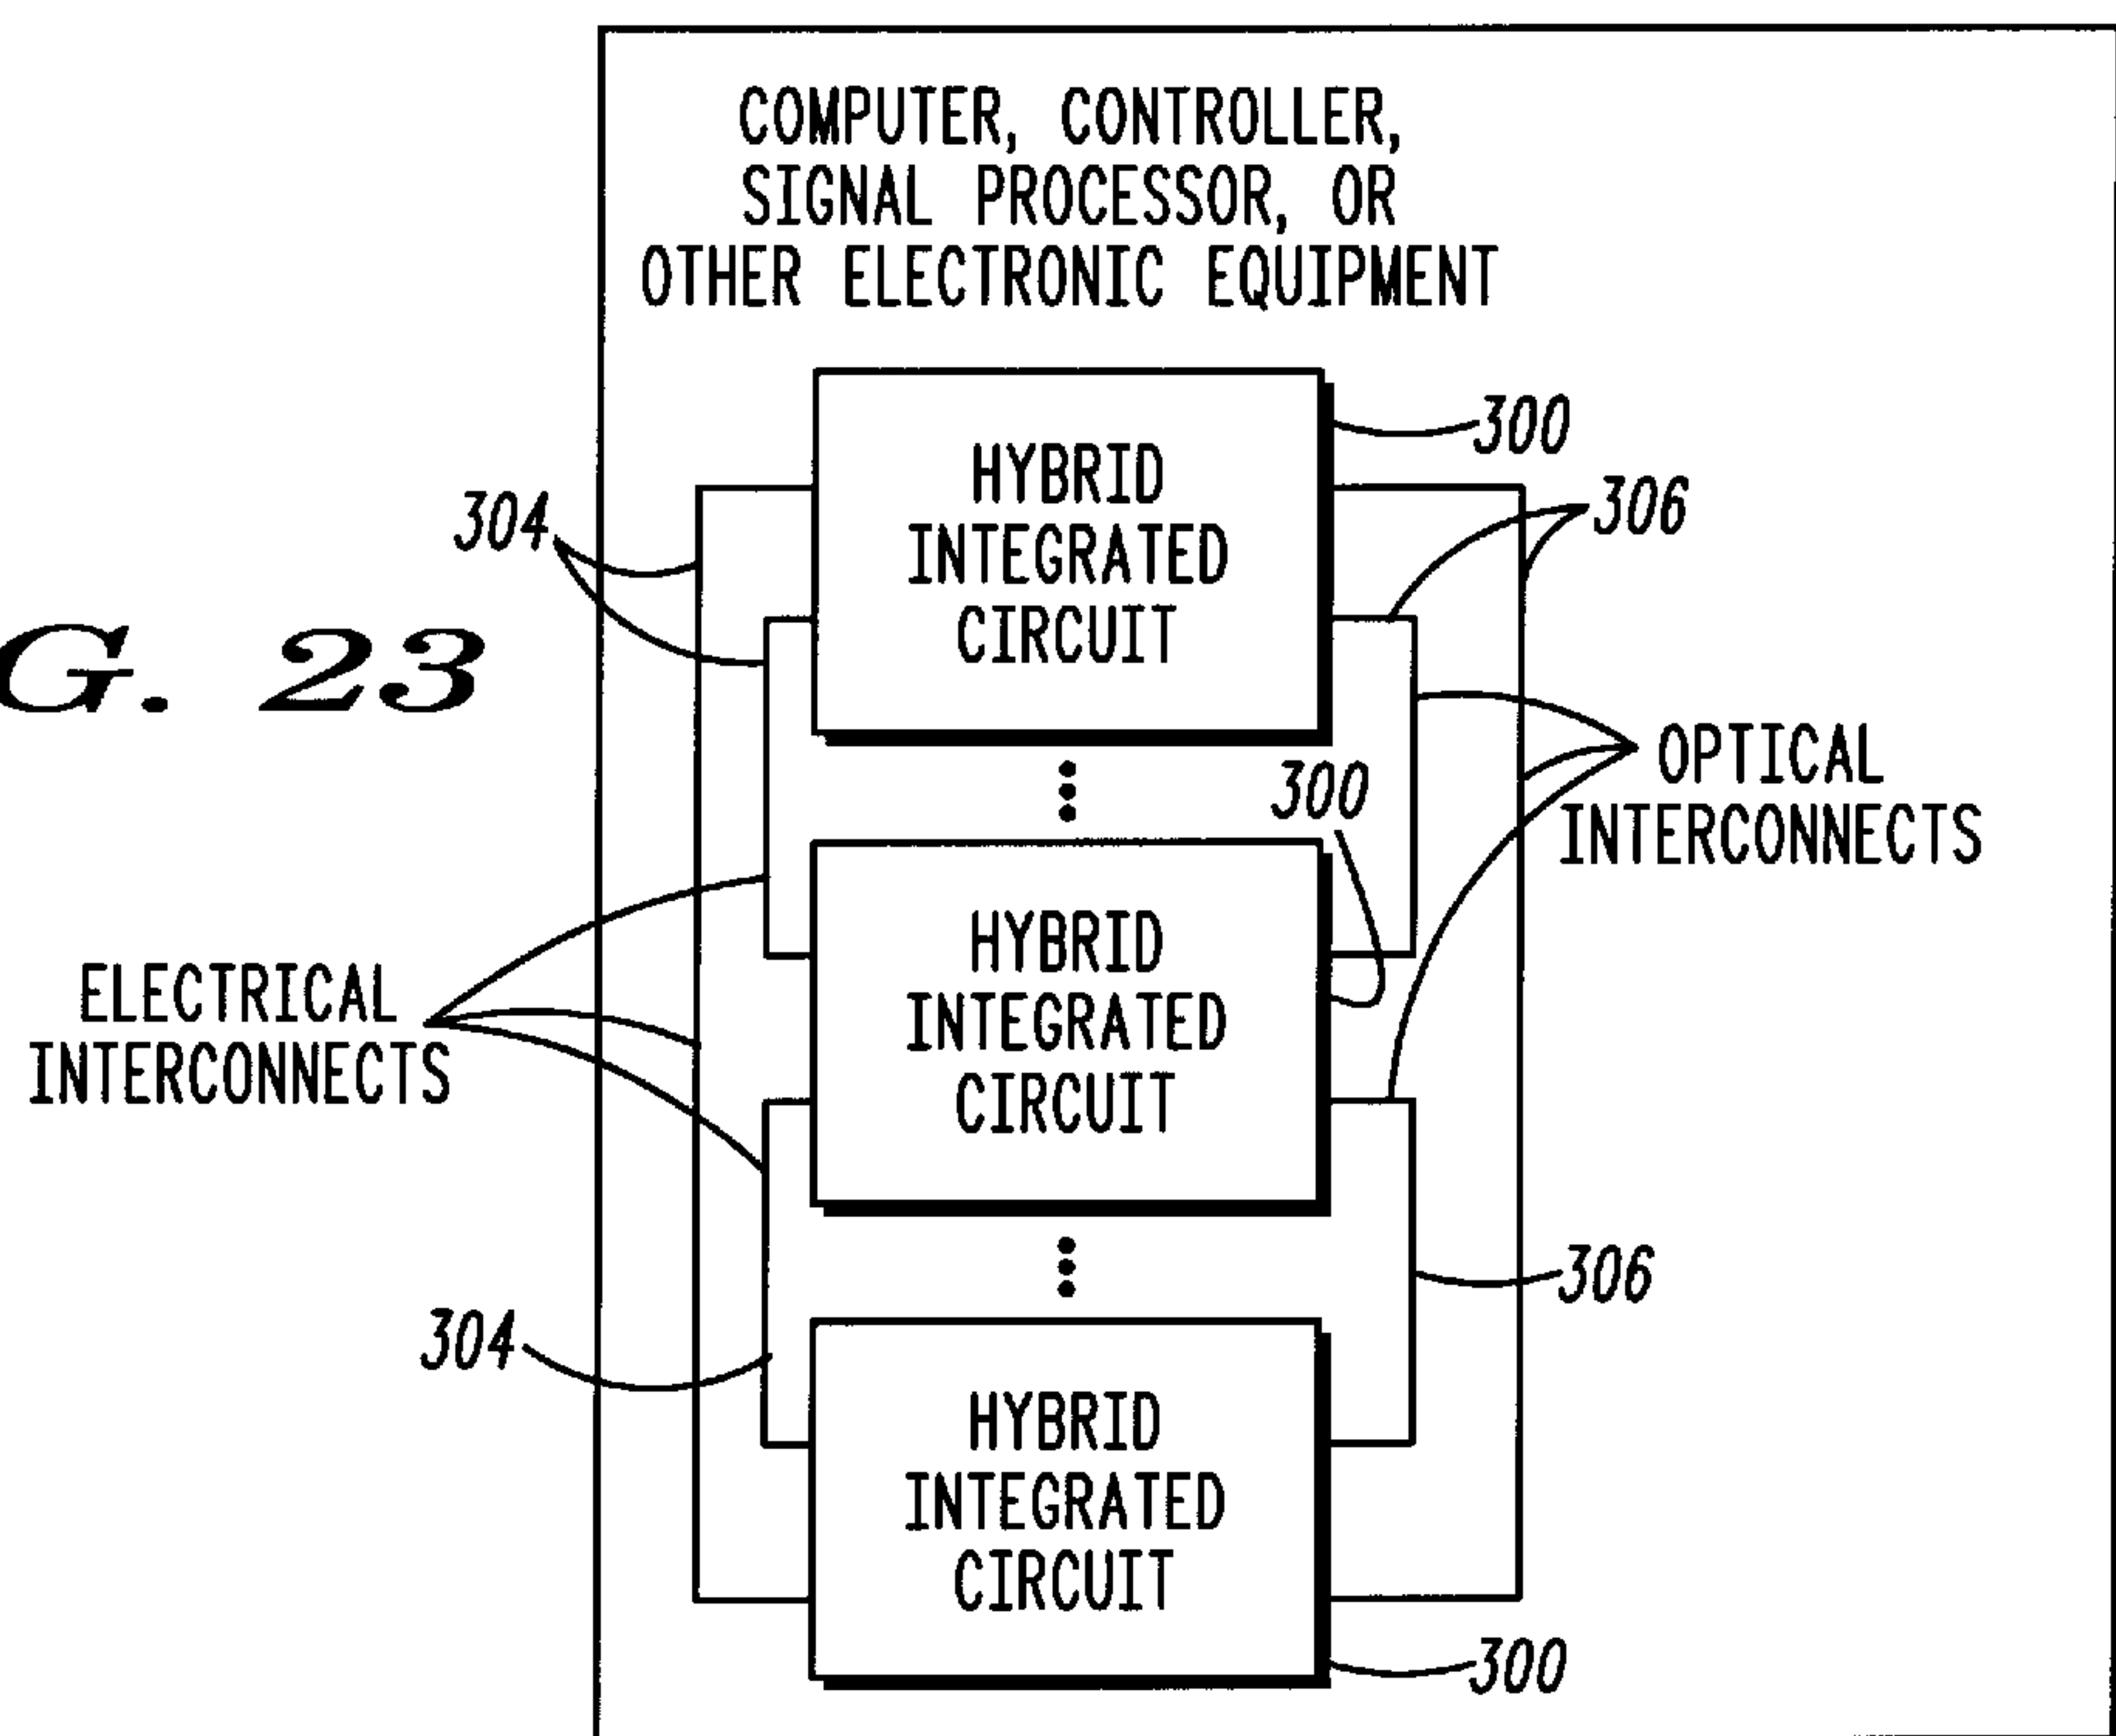 COMPUTER, CONTROLLER,
SIGNAL PROCESSOR, OR
OTHER ELECTRONIC EQUIPMENT
300
HYBRID
INTEGRATED
CIRCUIT
304
306
G. 23
300
OPTICAL
INTERCONNECTS
HYBRID
INTEGRATED
CIRCUIT
ELECTRICAL
INTERCONNECTS
306
304
HYBRID
INTEGRATED
CIRCUIT
300